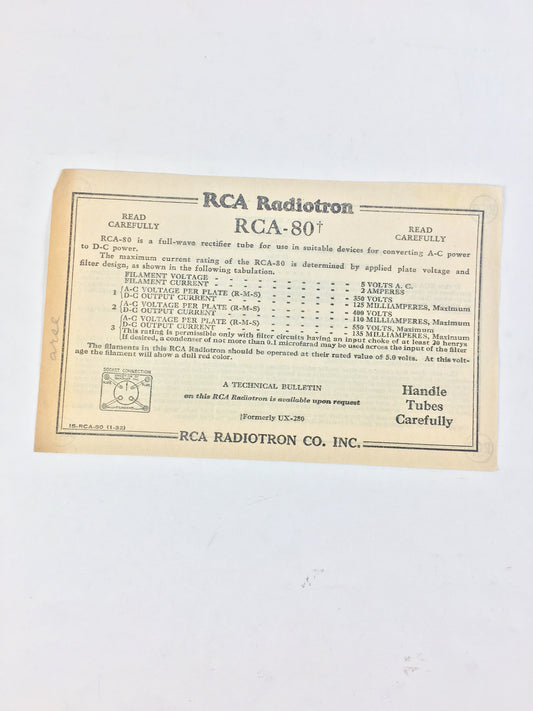 RCA Radiotron
READ CAREFULLY
RCA-80†
READ CAREFULLY
RCA-80 is a full-wave rectifier tube for use in suitable devices for converting A-C power
to D-C power.
The maximum current rating of the RCA-80 is determined by applied plate voltage and
filter design, as shown in the following tabulation.
FILAMENT VOLTAGE - - - - - - - - - 5 VOLTS A. C.
FILAMENT CURRENT - - - - - - - - - 2 AMPERES
1 {A-C VOLTAGE PER PLATE (R-M-S) - - - - - - 350 VOLTS
D-C OUTPUT CURRENT - - - - - - - - 125 MILLIAMPERES, Maximum
2 {A-C VOLTAGE PER PLATE (R-M-S) - - - - - - 400 VOLTS
D-C OUTPUT CURRENT - - - - - - - - 110 MILLIAMPERES, Maximum
3 {A-C VOLTAGE PER PLATE (R-M-S) - - - - - - 550 VOLTS, Maximum
D-C OUTPUT CURRENT - - - - - - - - 135 MILLIAMPERES, Maximum
This rating is permissible only with filter circuits having an input choke of at least 20 henrys
If desired, a condenser of not more than 0.1 microfarad may be used across the input of the filter
The filaments in this RCA Radiotron should be operated at their rated value of 5.0 volts. At this volt-
age the filament will show a dull red color.
SOCKET CONNECTION
A TECHNICAL BULLETIN
on this RCA Radiotron is available upon request
†Formerly UX-280
Handle
Tubes
Carefully
16-RCA-80 (1-32)
RCA RADIOTRON CO. INC.